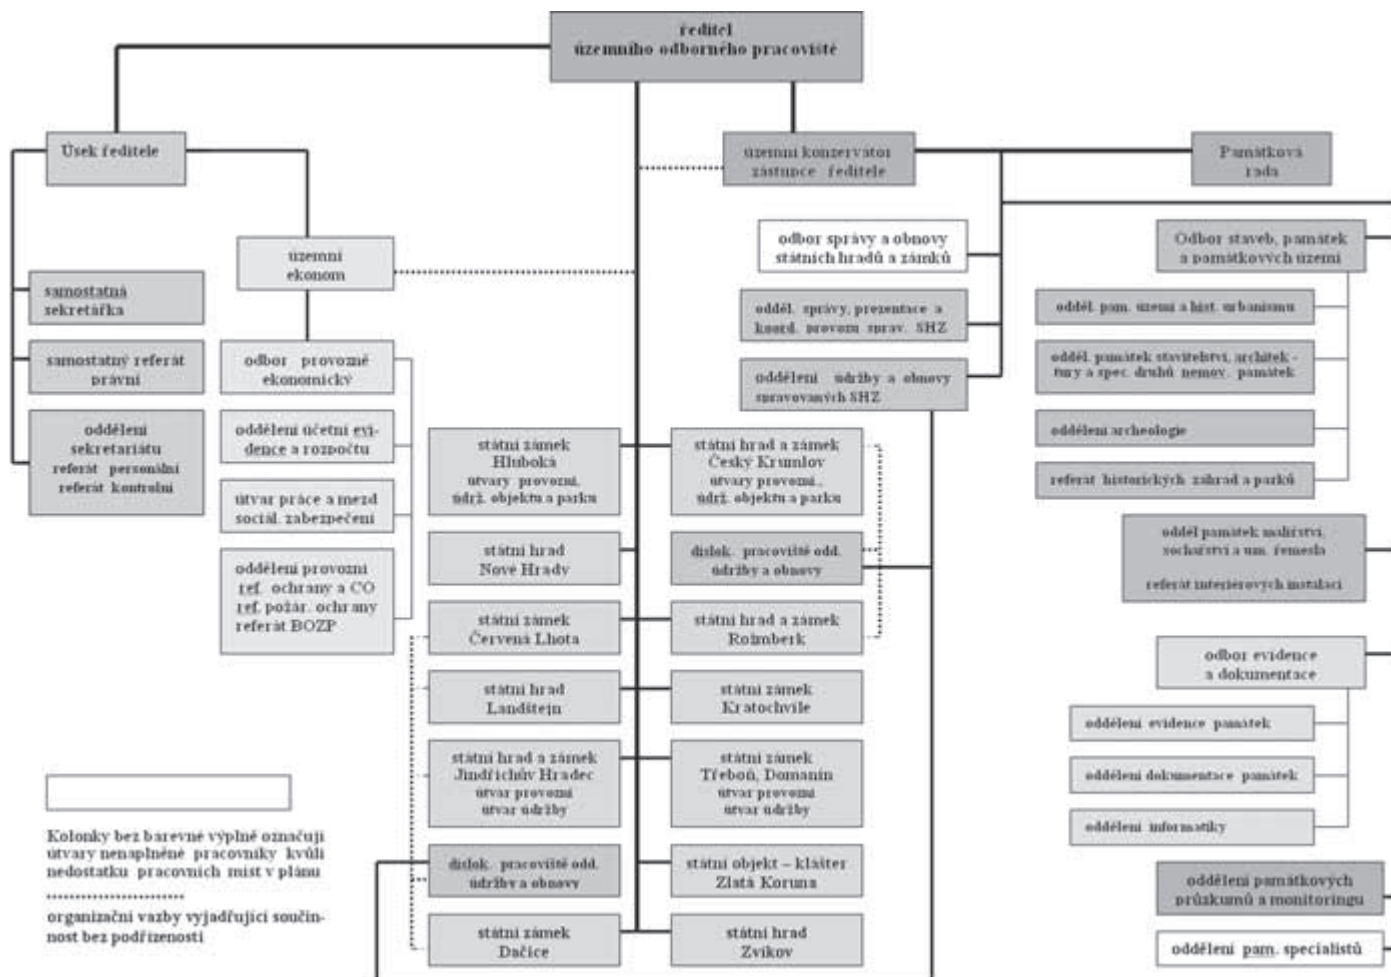 ředitel
územního odborného pracoviště
Úsek ředitele
územní konzervátor
zástupce ředitele
Památková
rada
územní
ekonom
samostatná
sekretářka
samostatný referát
právní
oddělení
sekretariátu
referát personální
referát kontrolní
odbor provozně
ekonomický
oddělení účetní evi-
dence a rozpočtu
útvar práce a mezd
sociál. zabezpečení
oddělení provozní
ref. ochrany a CO
ref. požár. ochrany
referát BOZP
odbor správy a obnovy
státních hradů a zámků
odděl. správy, prezentace a
koord. provozu sprav. SHZ
oddělení údržby a obnovy
spravovaných SHZ
státní zámek
Hluboká
útvary provozní,
údrž. objektu a parku
státní hrad
Nové Hrady
státní zámek
Červená Lhota
státní hrad
Landštejn
státní hrad a zámek
Jindřichův Hradec
útvar provozní
útvar údržby
dislok. pracoviště odd.
údržby a obnovy
státní zámek
Dačice
státní hrad a zámek
Český Krumlov
útvary provozní.,
údrž. objektu a parku
dislok. pracoviště odd.
údržby a obnovy
státní hrad a zámek
Rožmberk
státní zámek
Kratochvíle
státní zámek
Třeboň, Domanín
útvar provozní
útvar údržby
státní objekt – klášter
Zlatá Koruna
státní hrad
Zvíkov
Odbor staveb, památek
a památkových území
odděl. pam. území a hist. urbanismu
odděl. památek stavitelství, architek -
tury a spec. druhů nemov. památek
oddělení archeologie
referát historických zahrad a parků
odděl památek malířství,
sochařství a um. řemesla
referát interiérových instalací
odbor evidence
a dokumentace
oddělení evidence památek
oddělení dokumentace památek
oddělení informatiky
oddělení památkových
průzkumů a monitoringu
oddělení pam. specialistů
Kolonky bez barevné výplně označují
útvary nenaplněné pracovníky kvůli
nedostatku pracovních míst v plánu
organizační vazby vyjadřující součin-
nost bez podřízenosti